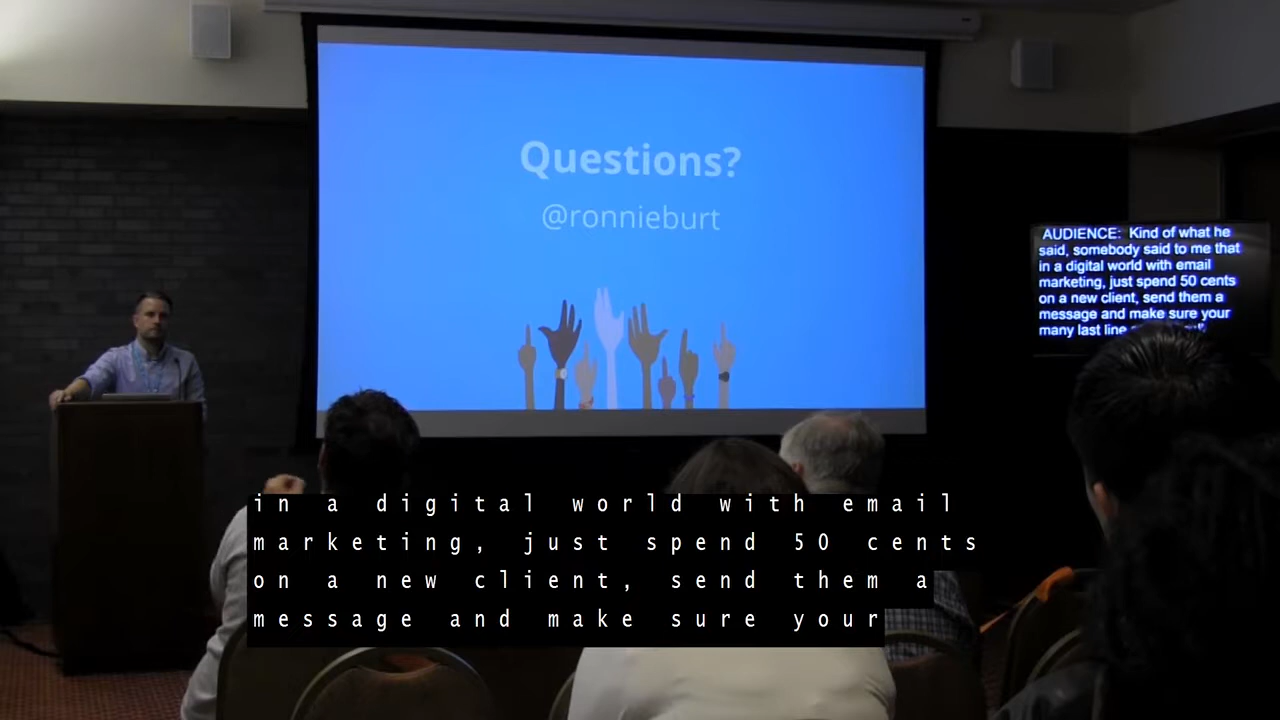 Questions?
@ronnieburt
AUDIENCE: Kind of what he
said, somebody said to me that
in a digital world with email
marketing, just spend 50 cents
on a new client, send them a
message and make sure your
many last line
in a digital world with email
marketing, just spend 50 cents
on a new client, send them a
message and make sure your